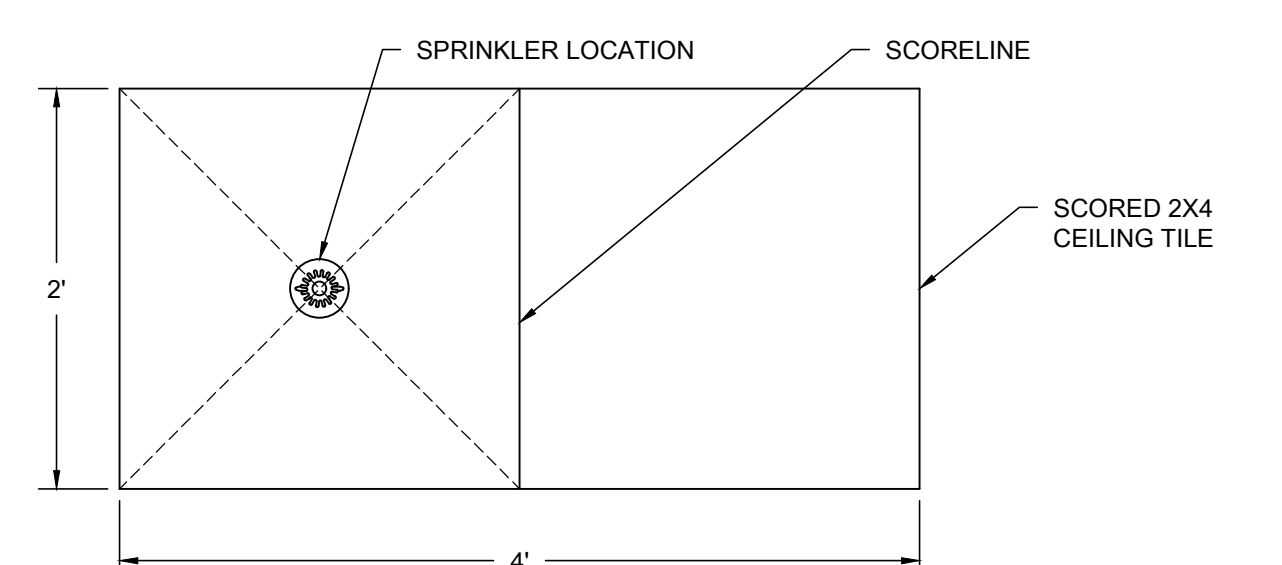 SPRINKLER LOCATION
SCORELINE
SCORED 2X4
CEILING TILE
2'
4'